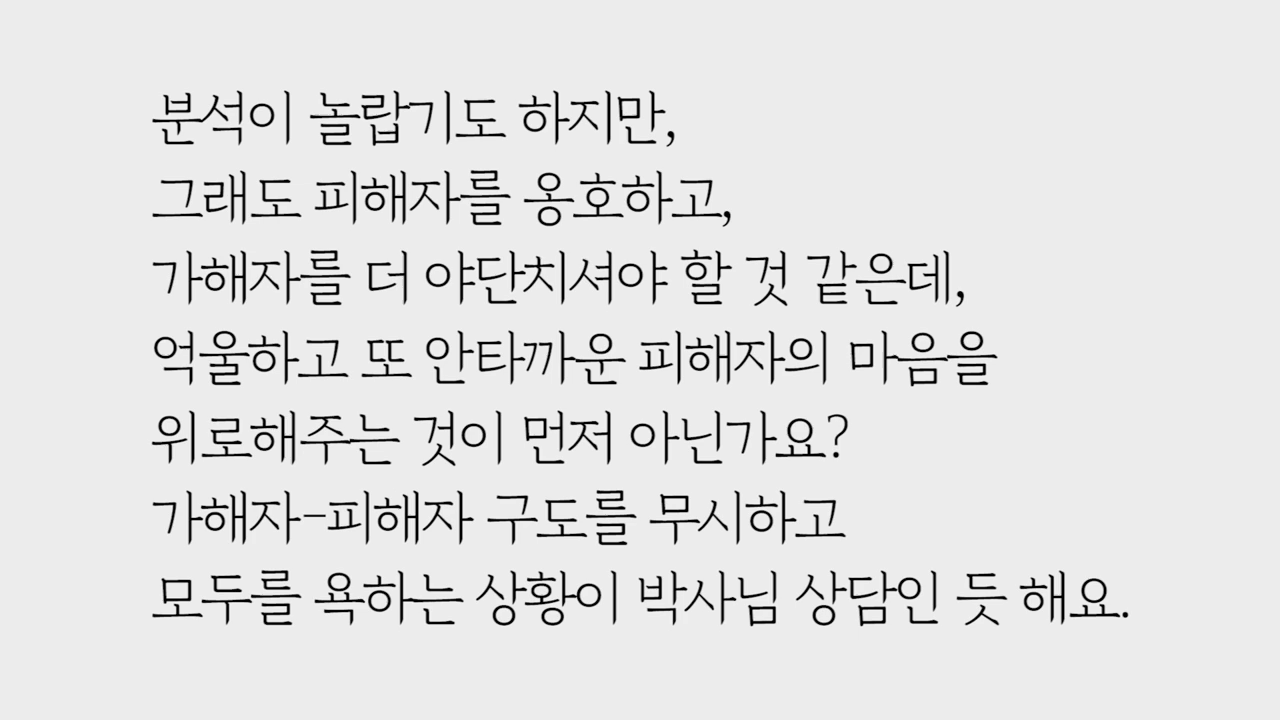 분석이 놀랍기도 하지만,
그래도 피해자를 옹호하고,
가해자를 더 야단치셔야 할 것 같은데,
억울하고 또 안타까운 피해자의 마음을
위로해주는 것이 먼저 아닌가요?
가해자-피해자 구도를 무시하고
모두를 욕하는 상황이 박사님 상담인 듯 해요.